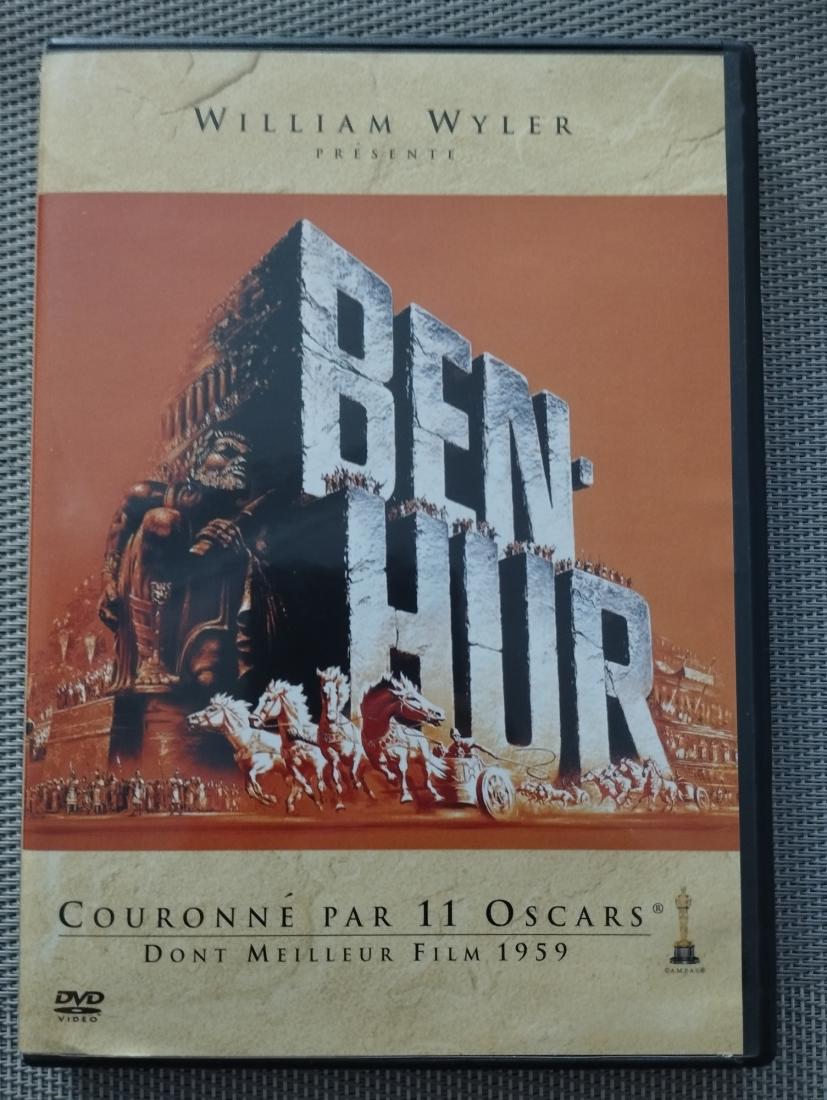 WILLIAM WYLER
PRÉSENTE
BEN-
HUR
COURONNÉ PAR 11 OSCARS®
DONT MEILLEUR FILM 1959
©A.M.P.A.S.®
DVD
VIDEO